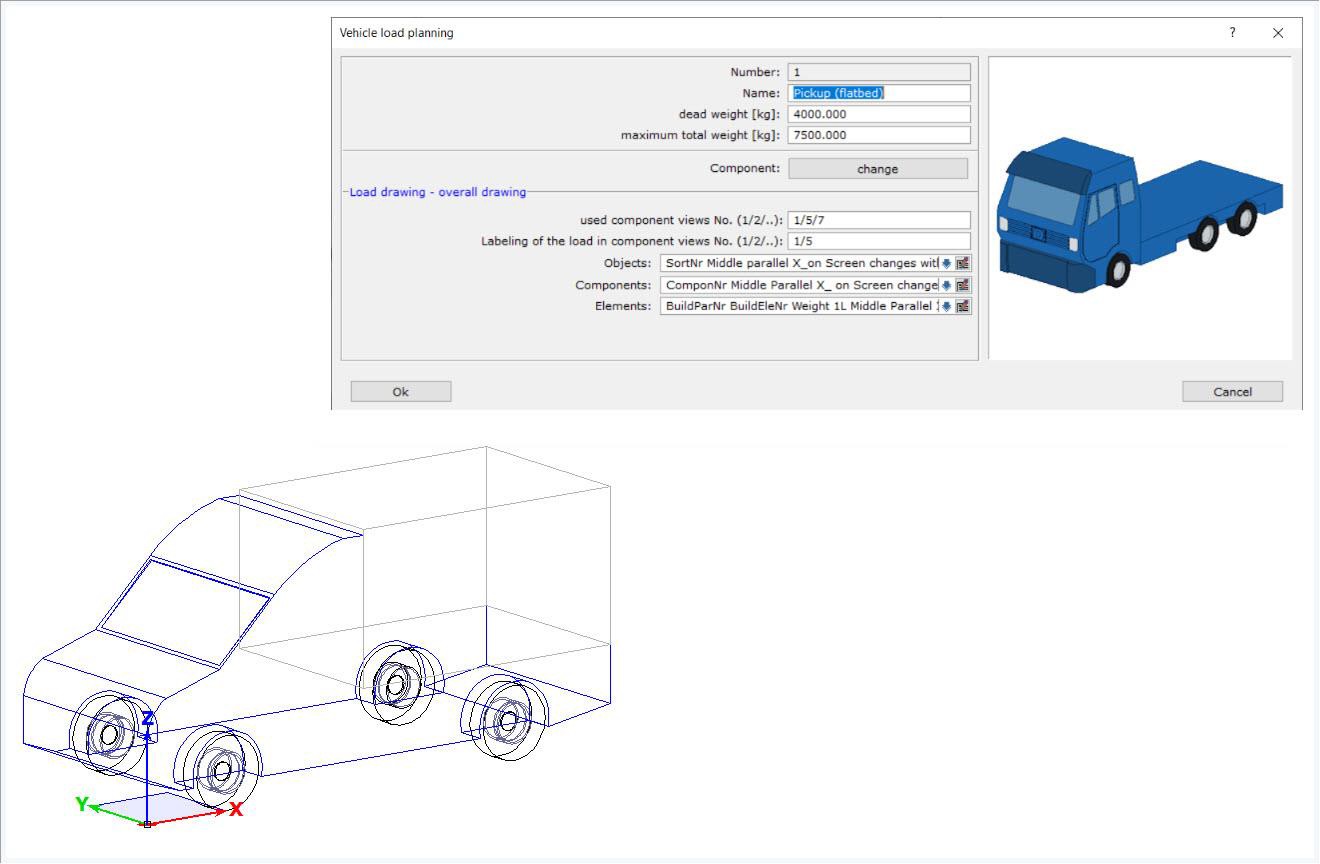 Vehicle load planning ?
Number: 1
Name: Pickup (flatbed)
dead weight [kg]: 4000.000
maximum total weight [kg]: 7500.000
Component: change
Load drawing - overall drawing
used component views No. (1/2/..): 1/5/7
Labeling of the load in component views No. (1/2/..): 1/5
Objects: SortNr Middle parallel X_on Screen changes wit
Components: ComponNr Middle Parallel X_ on Screen change
Elements: BuildParNr BuildEleNr Weight 1L Middle Parallel
Ok Cancel
Z
Y X